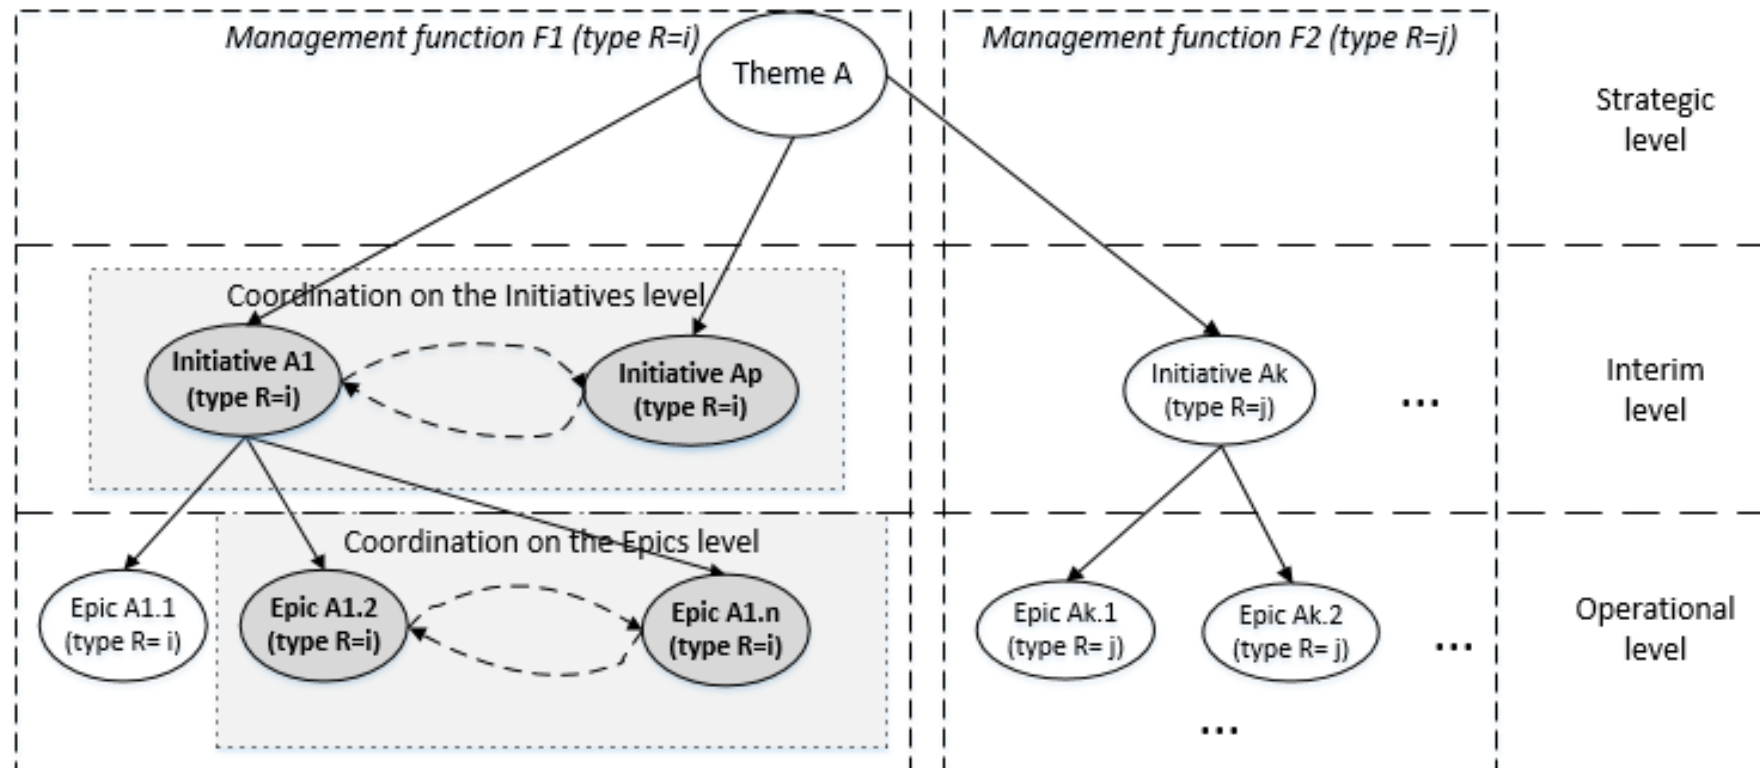 Management function F1 (type R=i)
Management function F2 (type R=j)
Theme A
Strategic
level
Coordination on the Initiatives level
Initiative A1
(type R=i)
Initiative Ap
(type R=i)
Initiative Ak
(type R=j)
...
Interim
level
Coordination on the Epics level
Epic A1.1
(type R= i)
Epic A1.2
(type R=i)
Epic A1.n
(type R=i)
Epic Ak.1
(type R= j)
Epic Ak.2
(type R= j)
...
Operational
level
...